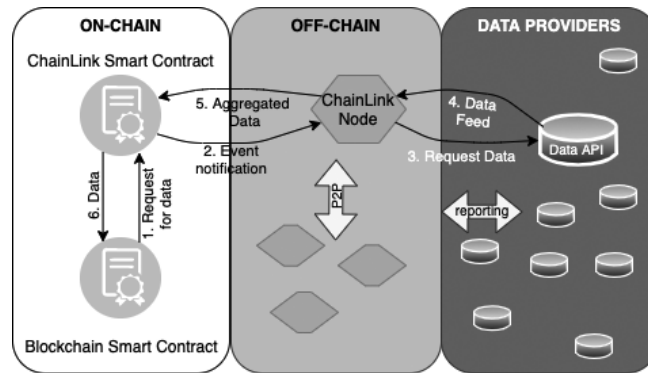 ON-CHAIN
OFF-CHAIN
DATA PROVIDERS
ChainLink Smart Contract
ChainLink
Node
5. Aggregated
Data
4. Data
Feed
2. Event
notification
3. Request Data
Data API
6. Data
1. Request
for data
P2P
reporting
Blockchain Smart Contract